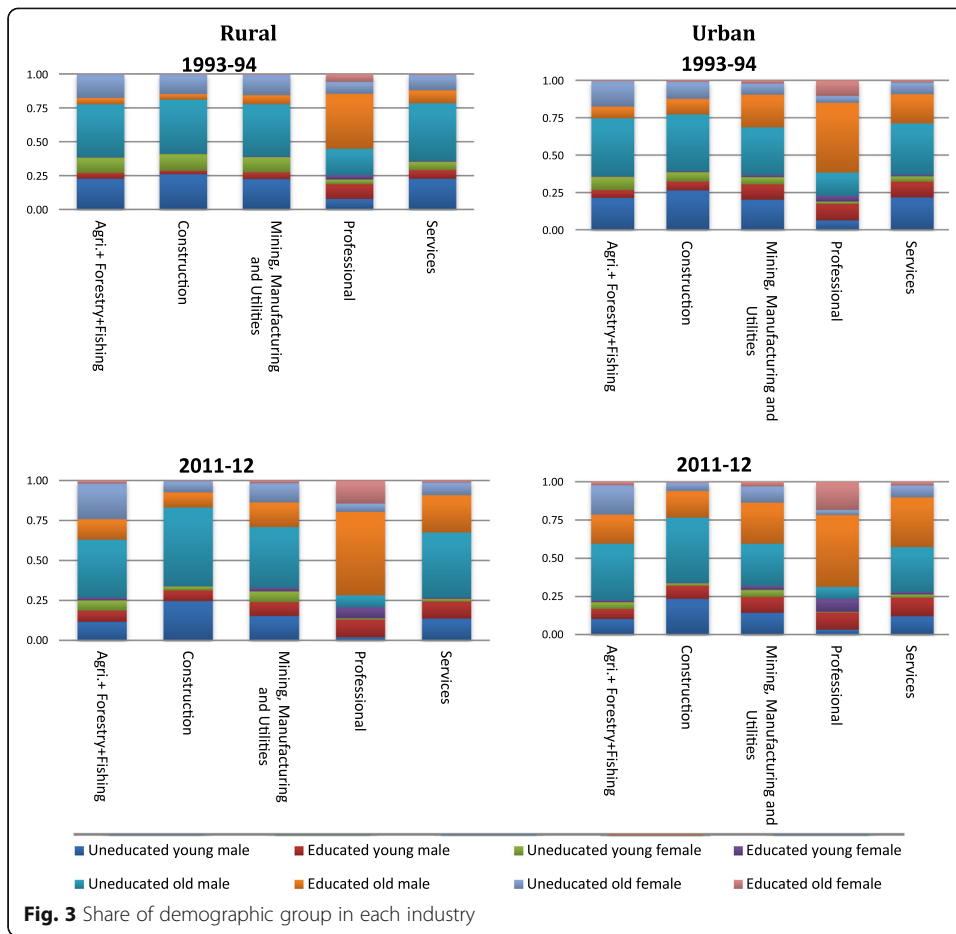 Rural
Urban
1993-94
1.00
0.75
0.50
0.25
0.00
Agri.+ Forestry+Fishing
Construction
Mining, Manufacturing
and Utilities
Professional
Services
1993-94
1.00
0.75
0.50
0.25
0.00
Agri.+ Forestry+Fishing
Construction
Mining, Manufacturing and
Utilities
Professional
Services
2011-12
1.00
0.75
0.50
0.25
0.00
Agri.+ Forestry+Fishing
Construction
Mining, Manufacturing
and Utilities
Professional
Services
2011-12
1.00
0.75
0.50
0.25
0.00
Agri.+ Forestry+Fishing
Construction
Mining, Manufacturing and
Utilities
Professional
Services
Uneducated young male Educated young male Uneducated young female Educated young female
Uneducated old male Educated old male Uneducated old female Educated old female
Fig. 3 Share of demographic group in each industry